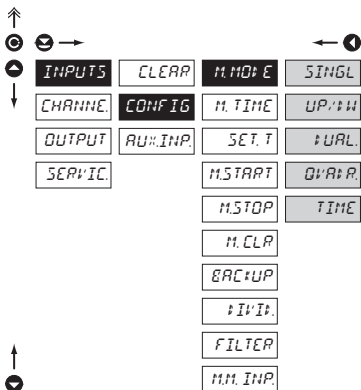 INPUTS CLEAR M.MODE SINGL
CHANNE. CONFIG M. TIME UP/DW
OUTPUT AUX.INP. SET. T DUAL.
SERVIC. M.START QUADR.
M.STOP TIME
M. CLR
BACKUP
DIVID.
FILTER
M.M. INP.